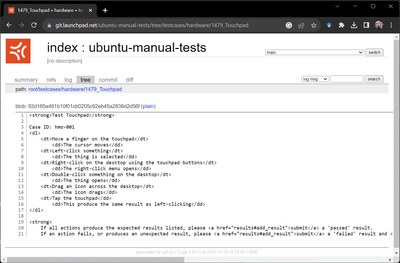 1479_Touchpad « hardware « te
git.launchpad.net/ubuntu-manual-tests/tree/testcases/hardware/1479_Touchpad
index : ubuntu-manual-tests
[no description]
main
switch
summary refs log tree commit diff
log msg
search
path: root/testcases/hardware/1479_Touchpad
(plain)
1 <strong>Test Touchpad</strong>
2
3 Case ID: hmo-001
4 <dl>
5 <dt>Move a finger on the touchpad</dt>
6 <dd>The cursor moves</dd>
7 <dt>Left-click something</dt>
8 <dd>The thing is selected</dd>
9 <dt>Right-click on the desktop using the touchpad buttons</dt>
10 <dd>The right-click menu opens</dd>
11 <dt>Double-click something on the desktop</dt>
12 <dd>The thing opens</dd>
13 <dt>Drag an icon across the desktop</dt>
14 <dd>The icon drags</dd>
15 <dt>Tap the touchpad</dt>
16 <dd>This produce the same result as left-clicking</dd>
17 </dl>
18
19 <strong>
20 If all actions produce the expected results listed, please <a href="results#add_result">submit</a> a 'passed' result.
21 If an action fails, or produces an unexpected result, please <a href="results#add_result">submit</a> a 'failed' result and